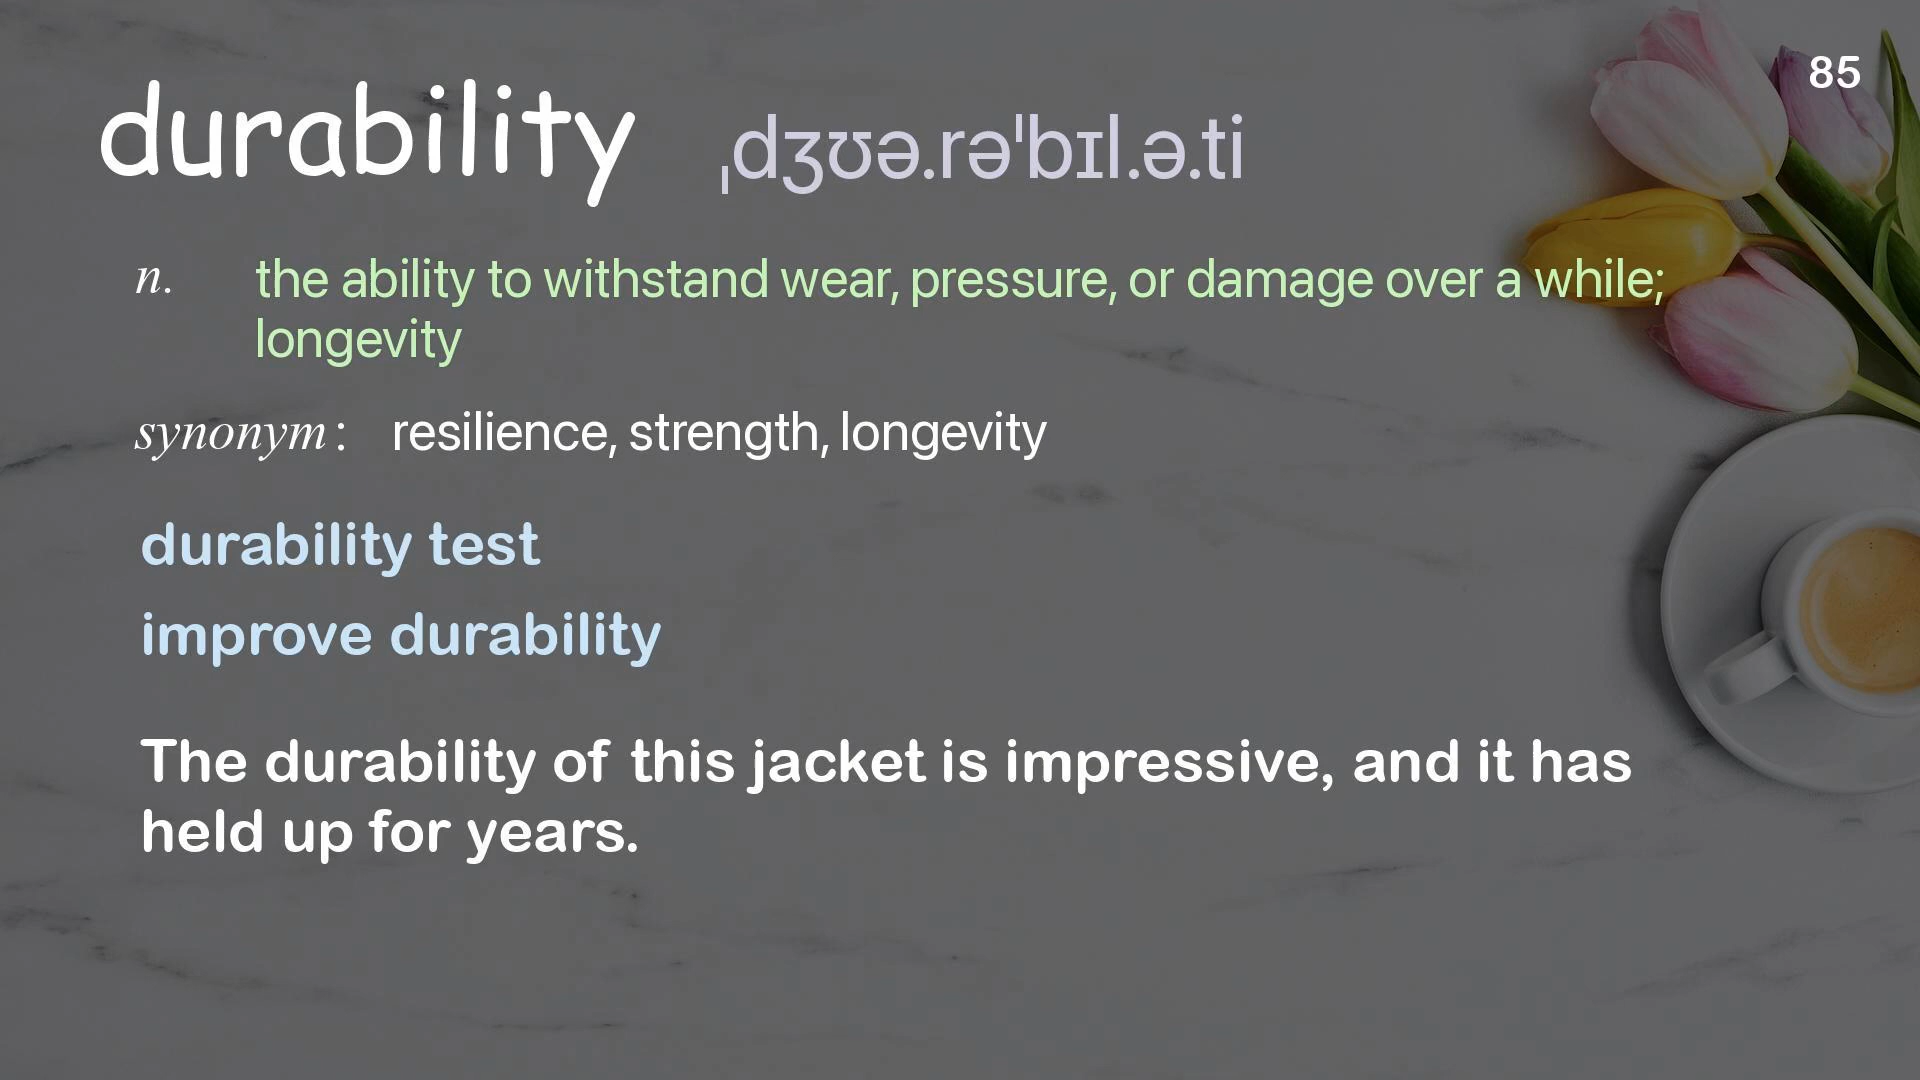 85
durability ˌdʒʊə.rəˈbɪl.ə.ti
n. the ability to withstand wear, pressure, or damage over a while;
longevity
synonym: resilience, strength, longevity
durability test
improve durability
The durability of this jacket is impressive, and it has
held up for years.